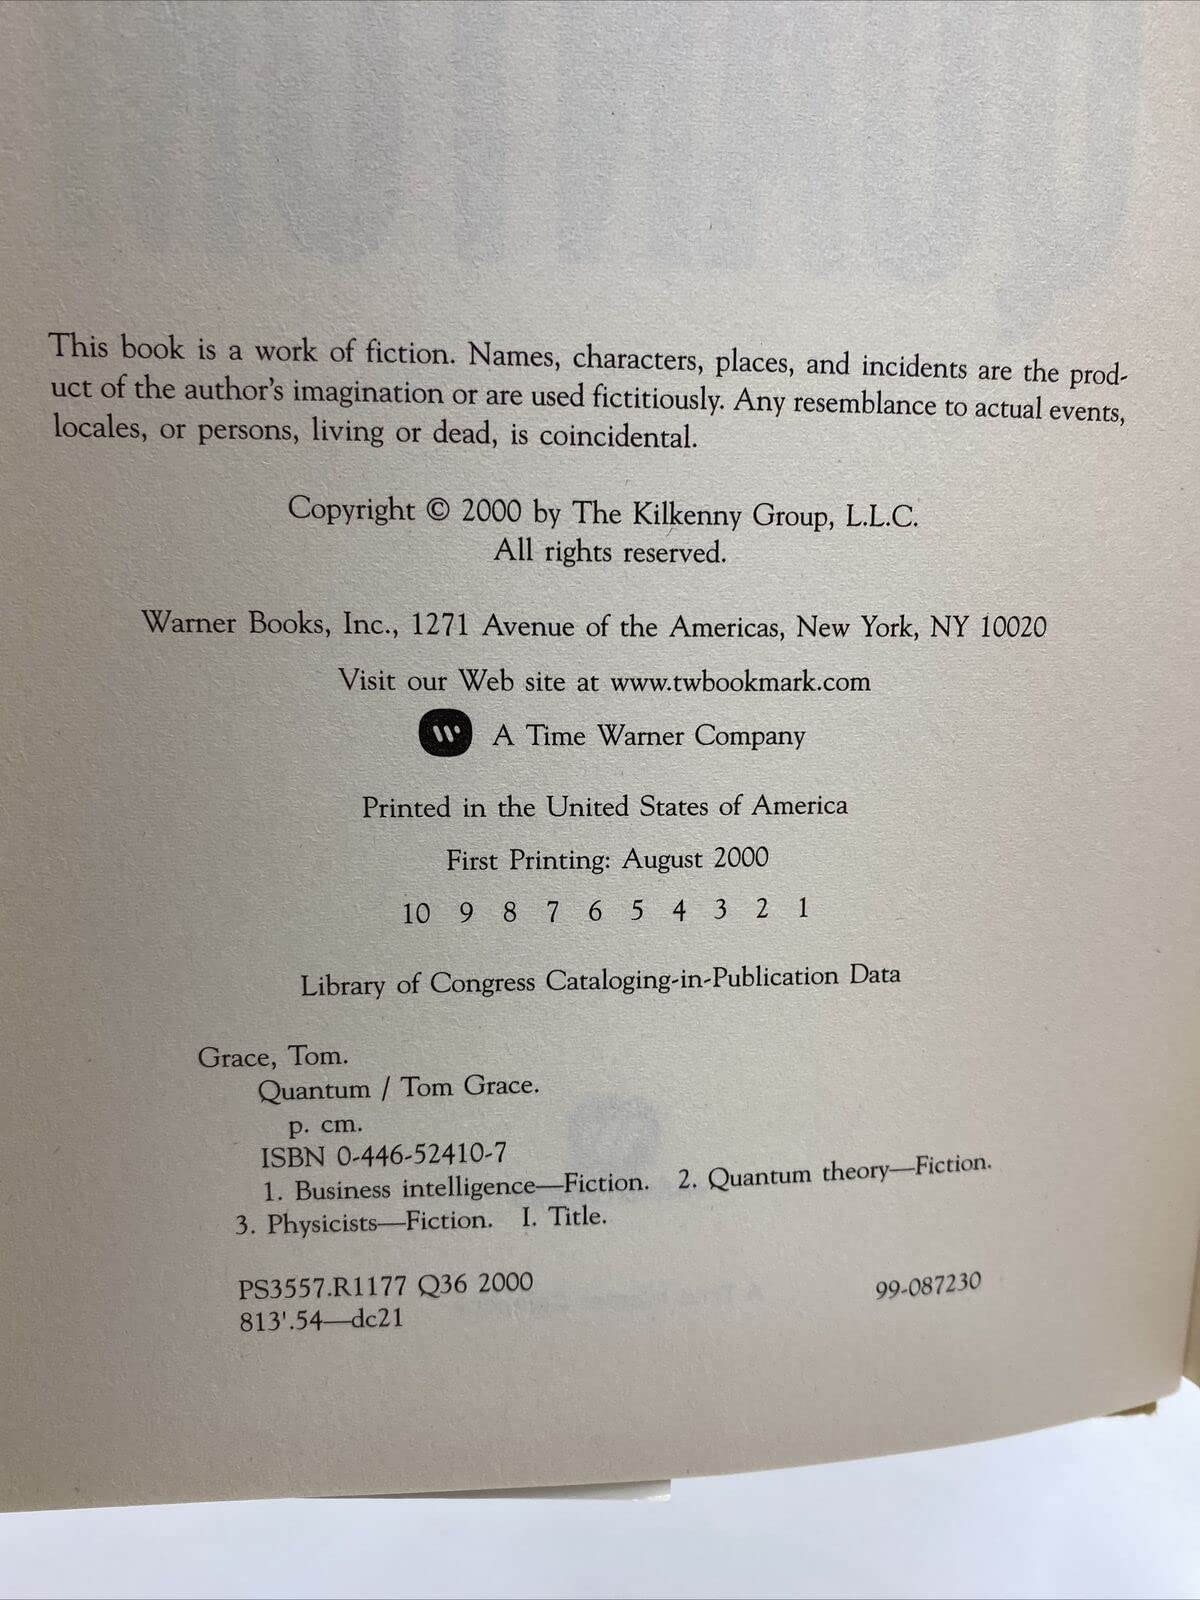 This book is a work of fiction. Names, characters, places, and incidents are the prod-
uct of the author's imagination or are used fictitiously. Any resemblance to actual events,
locales, or persons, living or dead, is coincidental.
Copyright © 2000 by The Kilkenny Group, L.L.C.
All rights reserved.
Warner Books, Inc., 1271 Avenue of the Americas, New York, NY 10020
Visit our Web site at www.twbookmark.com
A Time Warner Company
Printed in the United States of America
First Printing: August 2000
10 9 8 7 6 5 4 3 2 1
Library of Congress Cataloging-in-Publication Data
Grace, Tom.
Quantum / Tom Grace.
p. cm.
ISBN 0-446-52410-7
1. Business intelligence—Fiction. 2. Quantum theory—Fiction.
3. Physicists—Fiction. I. Title.
PS3557.R1177 Q36 2000 99-087230
813'.54—dc21